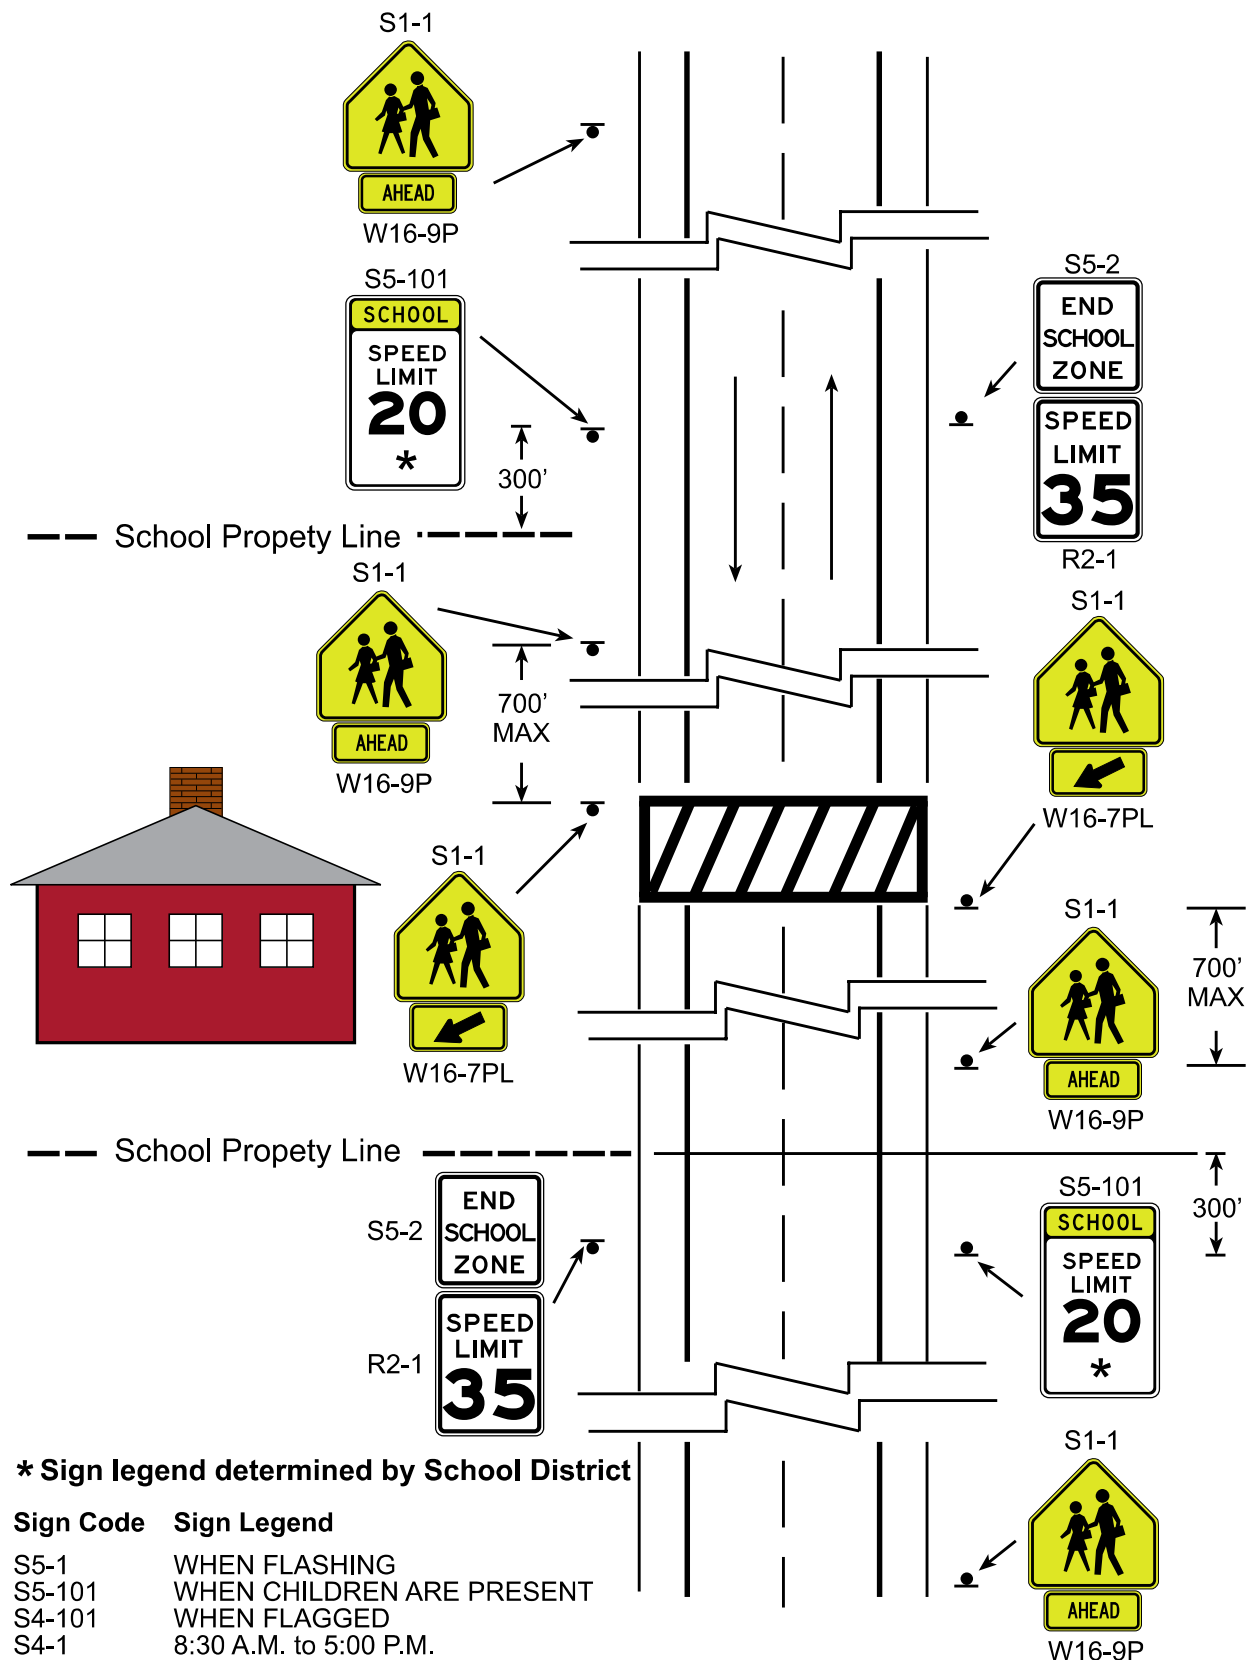 S1-1
AHEAD
W16-9P
S5-101
SCHOOL
SPEED
LIMIT
20
*
300'
S5-2
END
SCHOOL
ZONE
SPEED
LIMIT
35
R2-1
School Propety Line
S1-1
AHEAD
W16-9P
700'
MAX
S1-1
W16-7PL
S1-1
W16-7PL
S1-1
AHEAD
W16-9P
700'
MAX
School Propety Line
S5-2
END
SCHOOL
ZONE
R2-1
SPEED
LIMIT
35
S5-101
SCHOOL
SPEED
LIMIT
20
*
300'
S1-1
AHEAD
W16-9P
* Sign legend determined by School District
Sign Code Sign Legend
S5-1 WHEN FLASHING
S5-101 WHEN CHILDREN ARE PRESENT
S4-101 WHEN FLAGGED
S4-1 8:30 A.M. to 5:00 P.M.